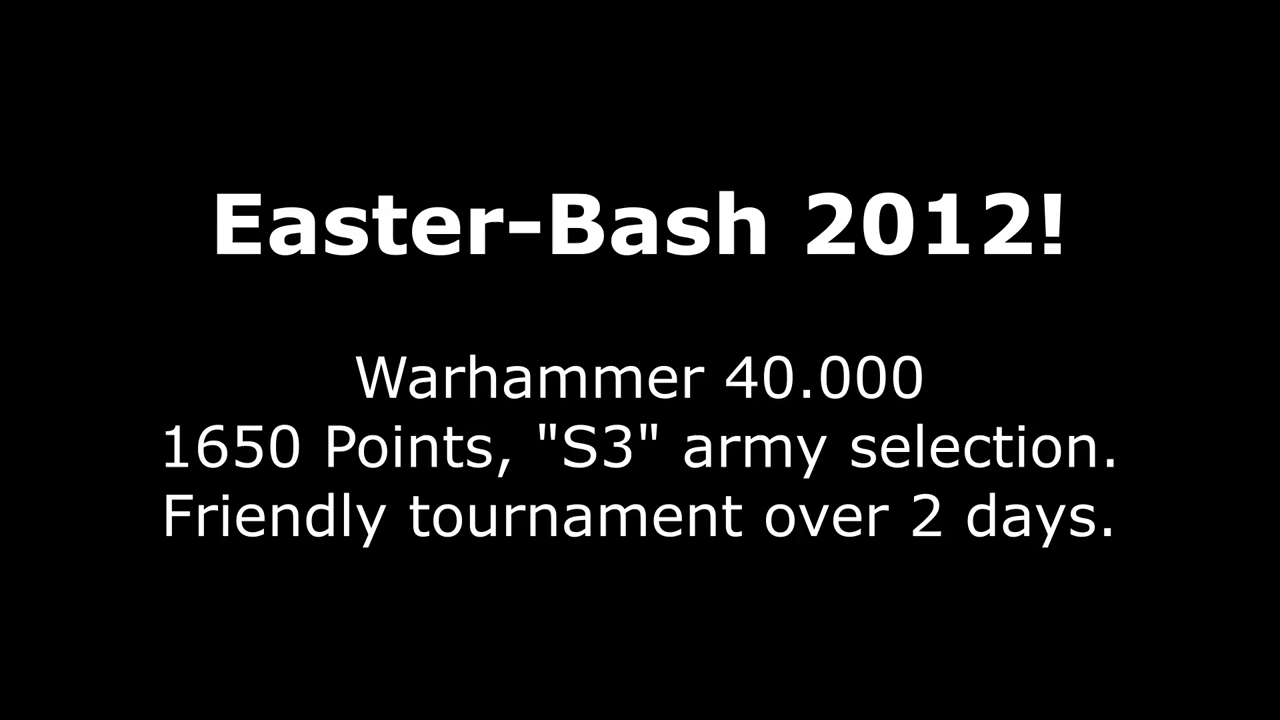 Easter-Bash 2012!
Warhammer 40.000
1650 Points, "S3" army selection.
Friendly tournament over 2 days.